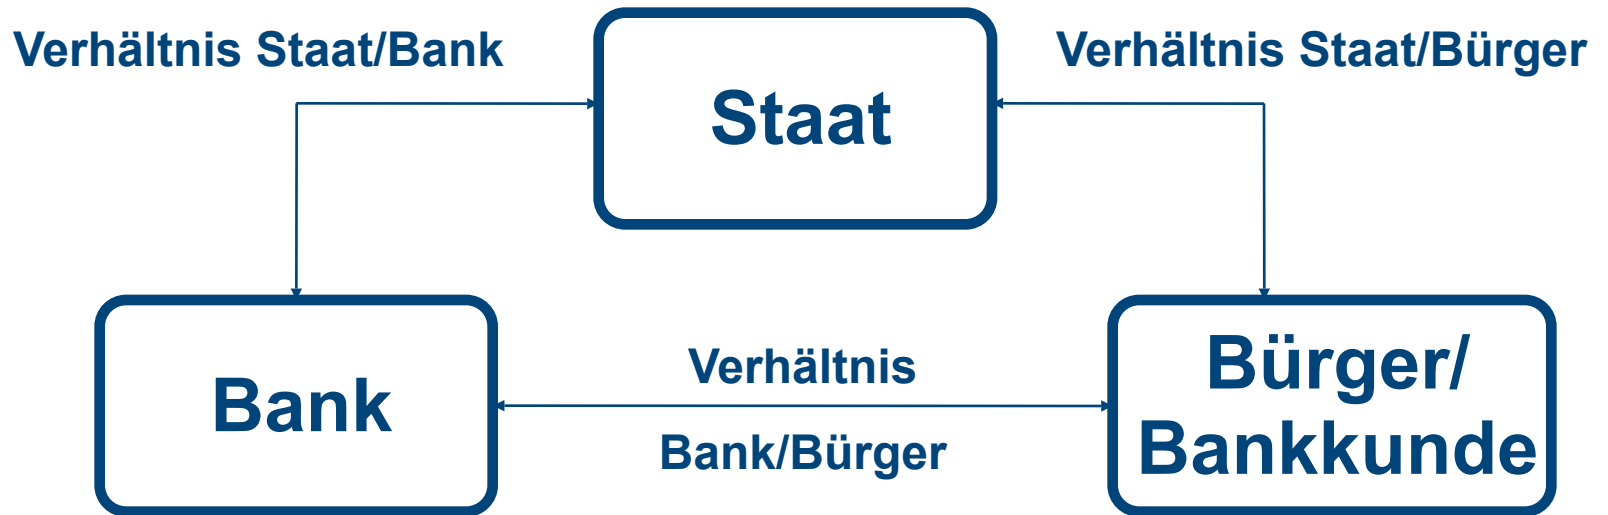 Verhältnis Staat/Bank
Verhältnis Staat/Bürger
Staat
Bank
Verhältnis
Bank/Bürger
Bürger/
Bankkunde